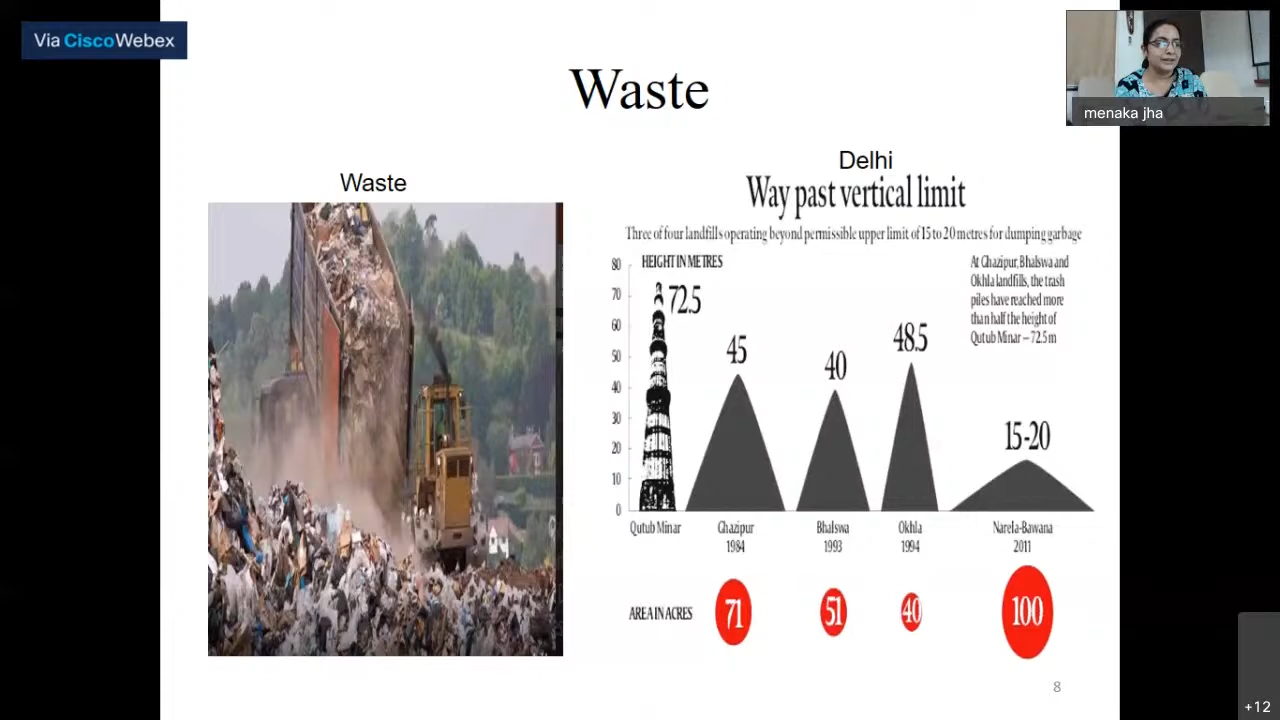 Via CiscoWebex
menaka jha
Waste
Waste
Delhi
Way past vertical limit
Three of four landfills operating beyond permissible upper limit of 15 to 20 metres for dumping garbage
HEIGHT IN METRES
At Ghazipur, Bhalswa and
Okhla landfills, the trash
piles have reached more
than half the height of
Qutub Minar – 72.5 m
80
70
60
50
40
30
20
10
0
72.5
45
40
48.5
15-20
Qutub Minar
Ghazipur
1984
Bhalswa
1993
Okhla
1994
Narela-Bawana
2011
AREA IN ACRES
71
51
40
100
8
+12